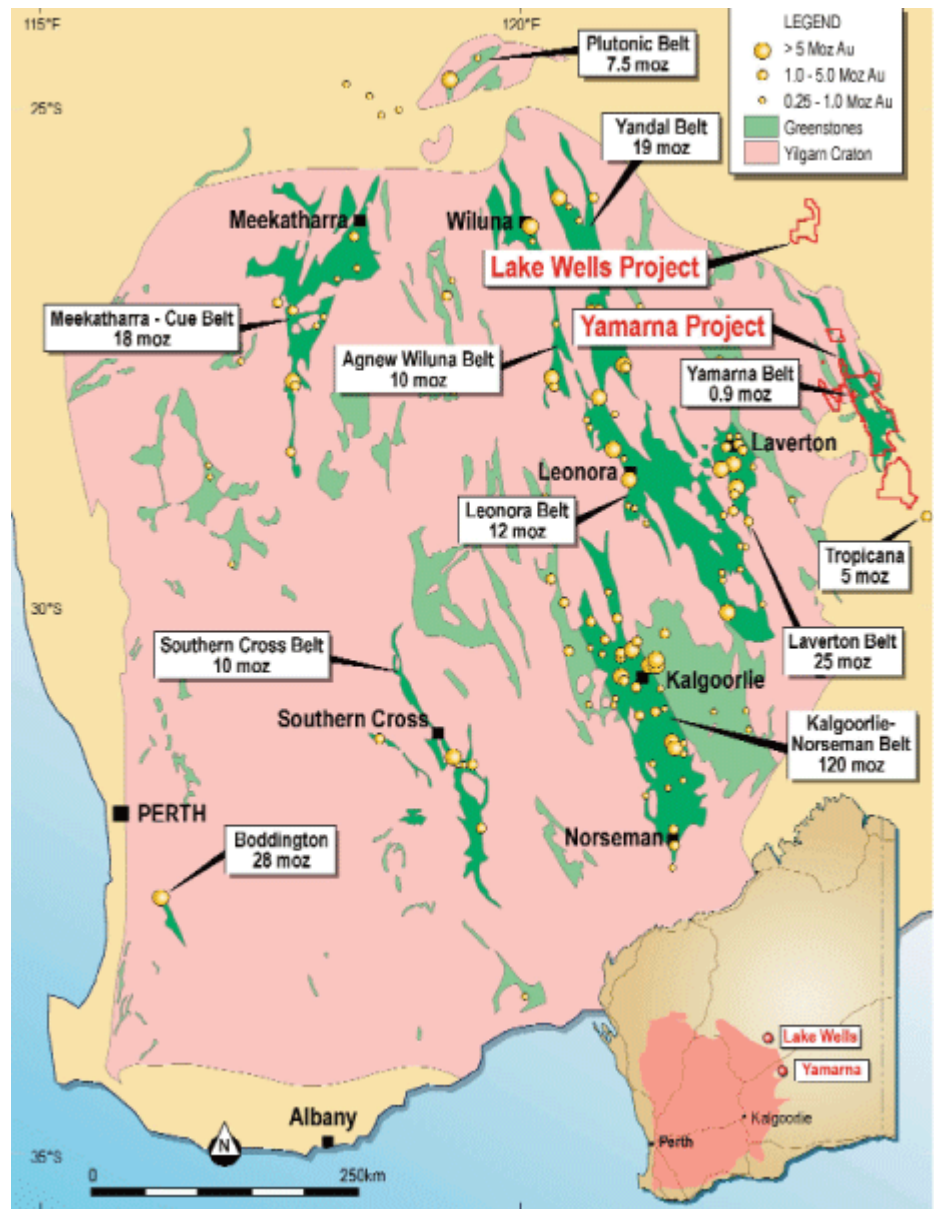 115°E
120°E
LEGEND
> 5 Moz Au
1.0 - 5.0 Moz Au
0.25 - 1.0 Moz Au
Greenstones
Yilgarn Craton
Plutonic Belt
7.5 moz
25°S
Yandal Belt
19 moz
Meekatharra
Wiluna
Lake Wells Project
Meekatharra - Cue Belt
18 moz
Yamarna Project
Agnew Wiluna Belt
10 moz
Yamarna Belt
0.9 moz
Laverton
Leonora
Leonora Belt
12 moz
Tropicana
5 moz
30°S
Southern Cross Belt
10 moz
Laverton Belt
25 moz
Kalgoorlie
Southern Cross
Kalgoorlie-
Norseman Belt
120 moz
PERTH
Norseman
Boddington
28 moz
Lake Wells
Yamarna
Kalgoorlie
Perth
Albany
N
35°S
0
250km